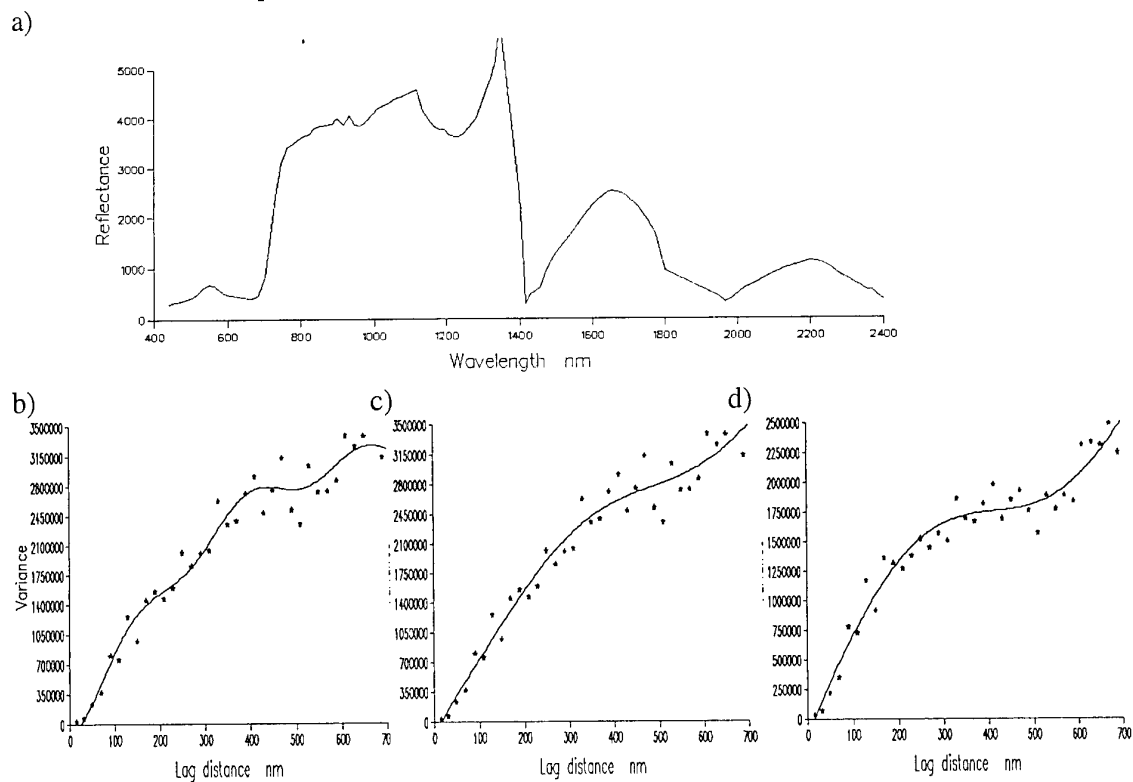 a)
5000
4000
3000
2000
1000
0
Reflectance
400 600 800 1000 1200 1400 1600 1800 2000 2200 2400
Wavelength nm
b)
3500000
3150000
2800000
2450000
2100000
1750000
1400000
1050000
700000
350000
0
Variance
0 100 200 300 400 500 600 70
Lag distance nm
c)
3500000
3150000
2800000
2450000
2100000
1750000
1400000
1050000
700000
350000
0
0 100 200 300 400 500 600 700
Lag distance nm
d)
2500000
2250000
2000000
1750000
1500000
1250000
1000000
750000
500000
250000
0
0 100 200 300 400 500 600 700
Lag distance nm